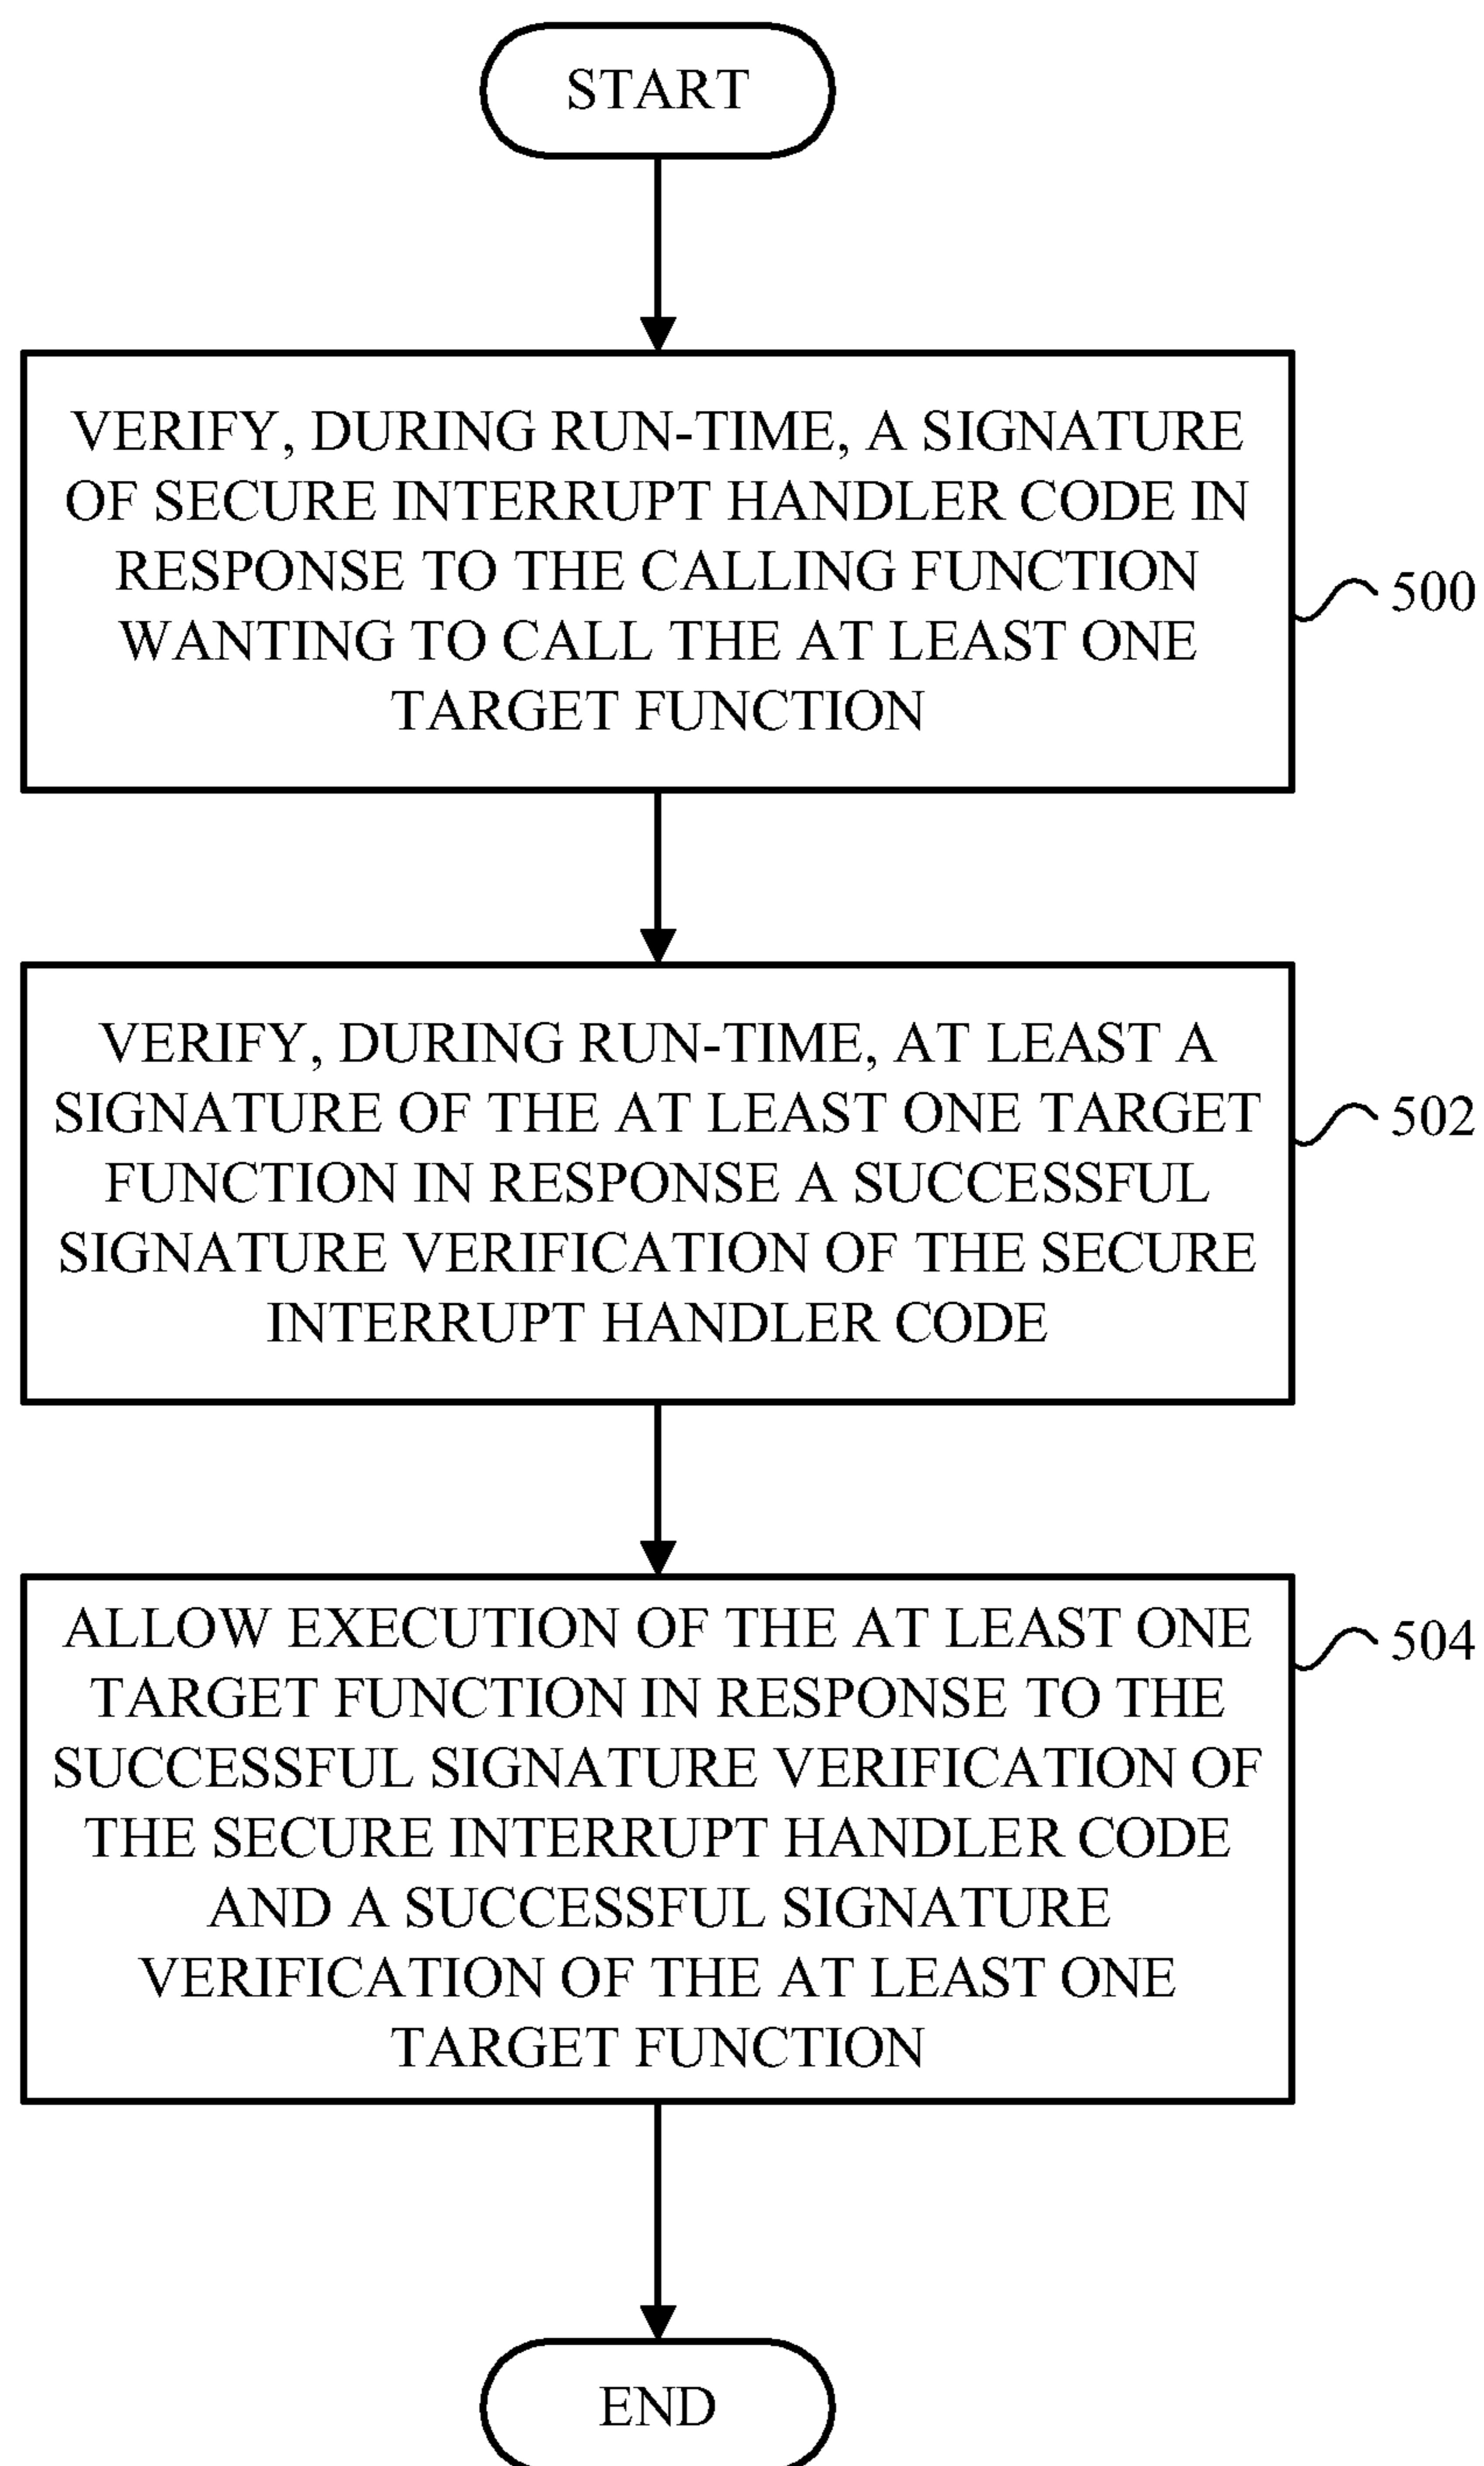 START
VERIFY, DURING RUN-TIME, A SIGNATURE
OF SECURE INTERRUPT HANDLER CODE IN
RESPONSE TO THE CALLING FUNCTION
WANTING TO CALL THE AT LEAST ONE
TARGET FUNCTION
500
VERIFY, DURING RUN-TIME, AT LEAST A
SIGNATURE OF THE AT LEAST ONE TARGET
FUNCTION IN RESPONSE A SUCCESSFUL
SIGNATURE VERIFICATION OF THE SECURE
INTERRUPT HANDLER CODE
502
ALLOW EXECUTION OF THE AT LEAST ONE
TARGET FUNCTION IN RESPONSE TO THE
SUCCESSFUL SIGNATURE VERIFICATION OF
THE SECURE INTERRUPT HANDLER CODE
AND A SUCCESSFUL SIGNATURE
VERIFICATION OF THE AT LEAST ONE
TARGET FUNCTION
504
END